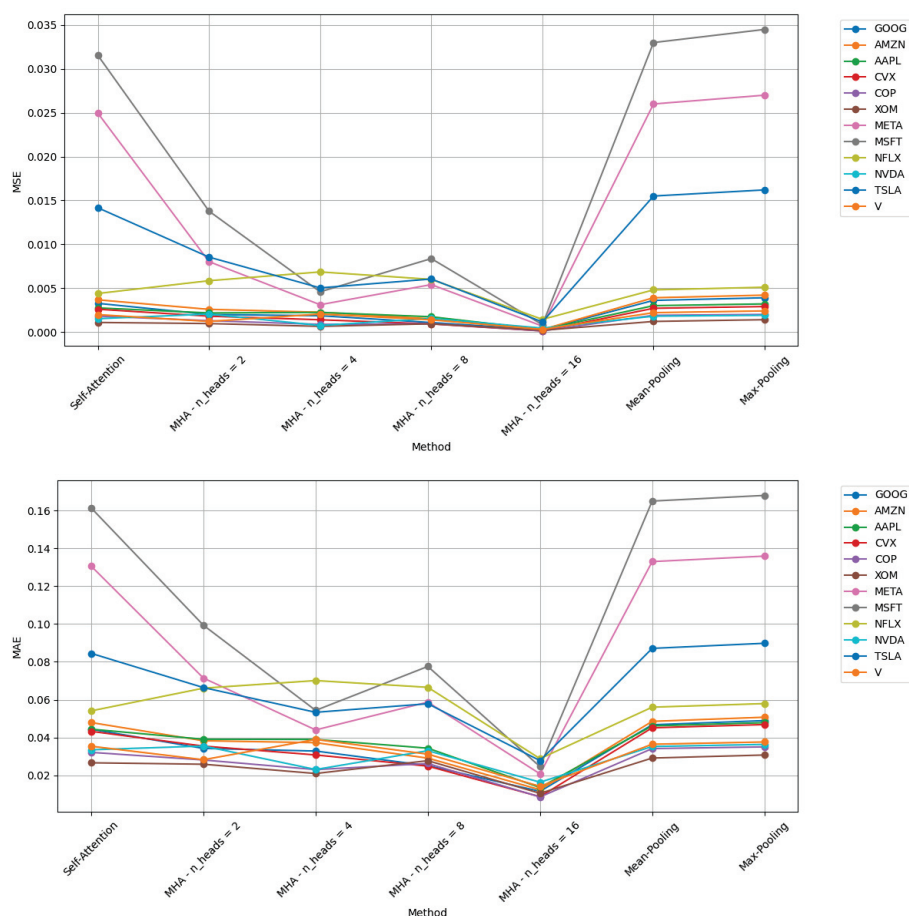 0.035
0.030
0.025
0.020
0.015
0.010
0.005
0.000
MSE
Self-Attention
MHA - n_heads = 2
MHA - n_heads = 4
MHA - n_heads = 8
MHA - n_heads = 16
Mean-Pooling
Max-Pooling
Method
GOOG
AMZN
AAPL
CVX
COP
XOM
META
MSFT
NFLX
NVDA
TSLA
V
0.16
0.14
0.12
0.10
0.08
0.06
0.04
0.02
MAE
Self-Attention
MHA - n_heads = 2
MHA - n_heads = 4
MHA - n_heads = 8
MHA - n_heads = 16
Mean-Pooling
Max-Pooling
Method
GOOG
AMZN
AAPL
CVX
COP
XOM
META
MSFT
NFLX
NVDA
TSLA
V